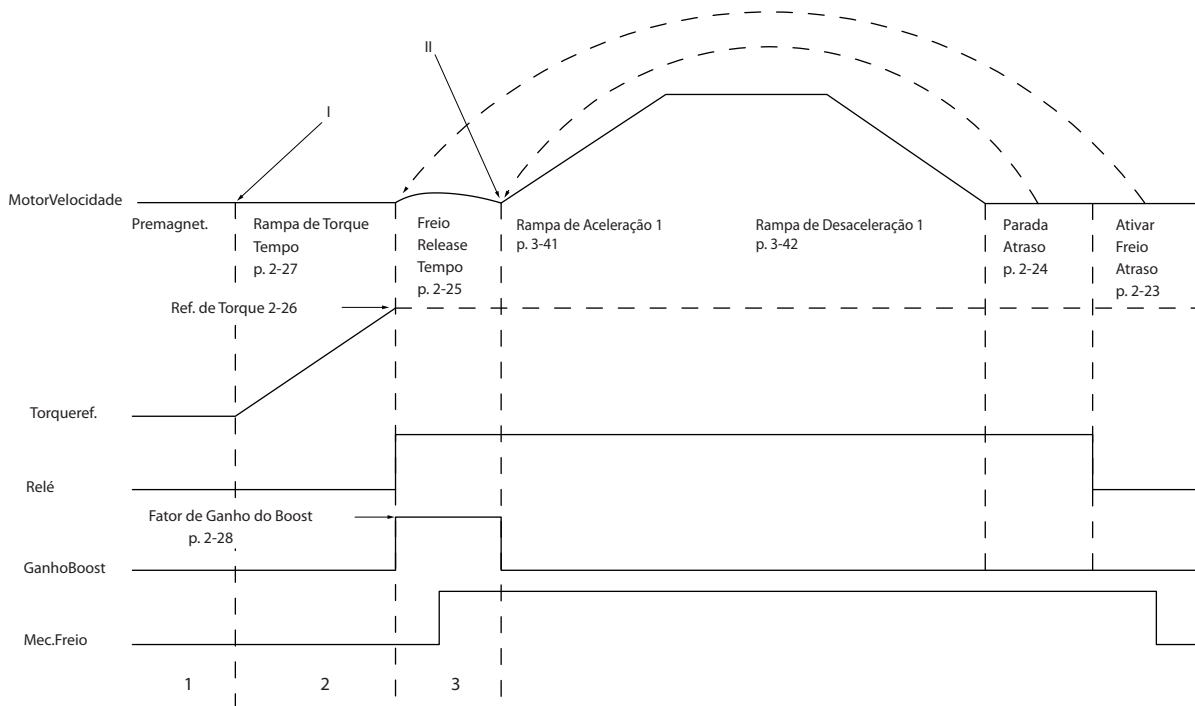 II
I
MotorVelocidade
Premagnet.
Rampa de Torque
Tempo
p. 2-27
Freio
Release
Tempo
p. 2-25
Rampa de Aceleração 1
p. 3-41
Rampa de Desaceleração 1
p. 3-42
Parada
Atraso
p. 2-24
Ativar
Freio
Atraso
p. 2-23
Ref. de Torque 2-26
Torqueref.
Relé
Fator de Ganho do Boost
p. 2-28
GanhoBoost
Mec.Freio
1
2
3